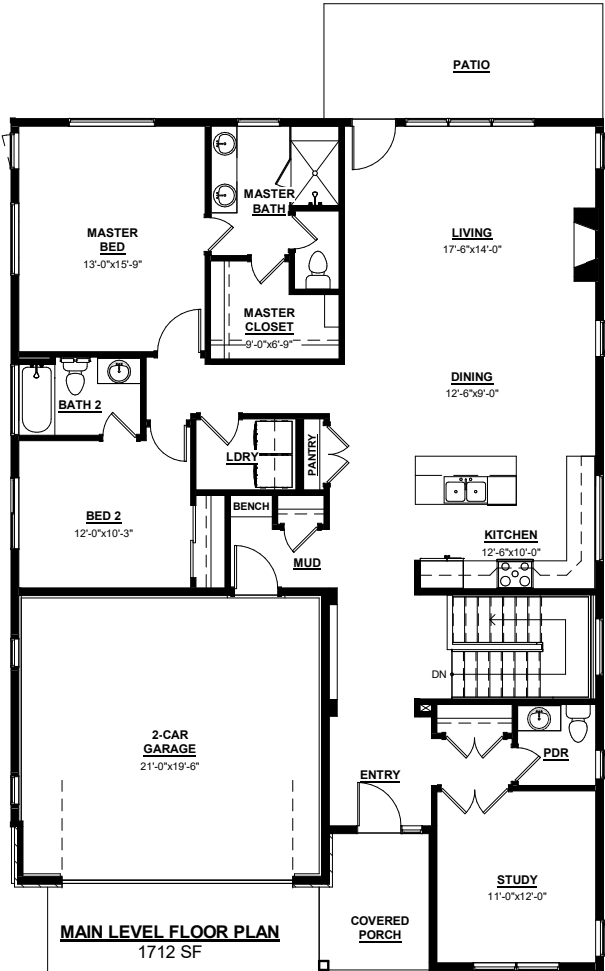 PATIO
MASTER
BATH
MASTER
BED
13'-0"x15'-9"
LIVING
17'-6"x14'-0"
MASTER
CLOSET
9'-0"x6'-9"
DINING
12'-6"x9'-0"
BATH 2
LDRY
PANTRY
BED 2
12'-0"x10'-3"
BENCH
MUD
KITCHEN
12'-6"x10'-0"
DN
2-CAR
GARAGE
21'-0"x19'-6"
PDR
ENTRY
STUDY
11'-0"x12'-0"
COVERED
PORCH
MAIN LEVEL FLOOR PLAN
1712 SF